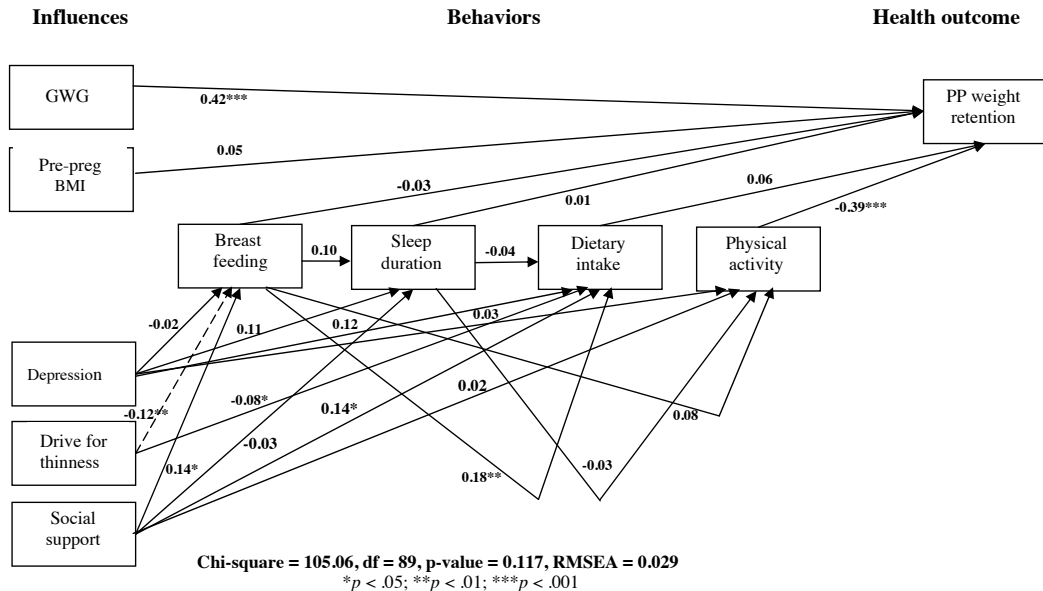 Influences
Behaviors
Health outcome
GWG
0.42***
PP weight
retention
Pre-preg
BMI
0.05
-0.03
0.01
0.06
-0.39***
Breast
feeding
0.10
Sleep
duration
-0.04
Dietary
intake
Physical
activity
-0.02
0.11
0.12
0.03
Depression
-0.12**
-0.08*
0.14*
0.02
0.08
Drive for
thinness
0.14*
-0.03
0.18**
-0.03
Social
support
Chi-square = 105.06, df = 89, p-value = 0.117, RMSEA = 0.029
*p < .05; **p < .01; ***p < .001